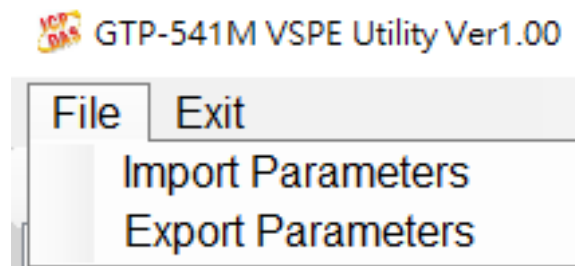 ICP
DAS
GTP-541M VSPE Utility Ver1.00
File Exit
Import Parameters
Export Parameters